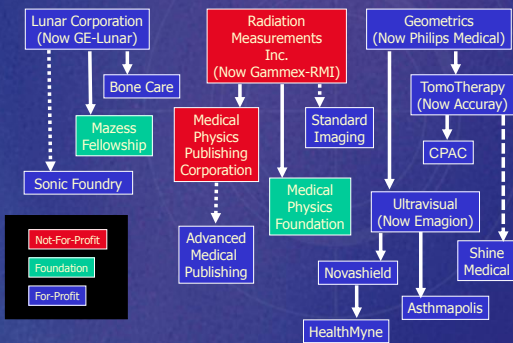 Lunar Corporation
(Now GE-Lunar)
Radiation
Measurements
Inc.
(Now Gammex-RMI)
Geometrics
(Now Philips Medical)
Bone Care
TomoTherapy
(Now Accuray)
Mazess
Fellowship
Medical
Physics
Publishing
Corporation
Standard
Imaging
CPAC
Sonic Foundry
Medical
Physics
Foundation
Ultravisual
(Now Emagion)
Not-For-Profit
Foundation
For-Profit
Advanced
Medical
Publishing
Novashield
Shine
Medical
Asthmapolis
HealthMyne